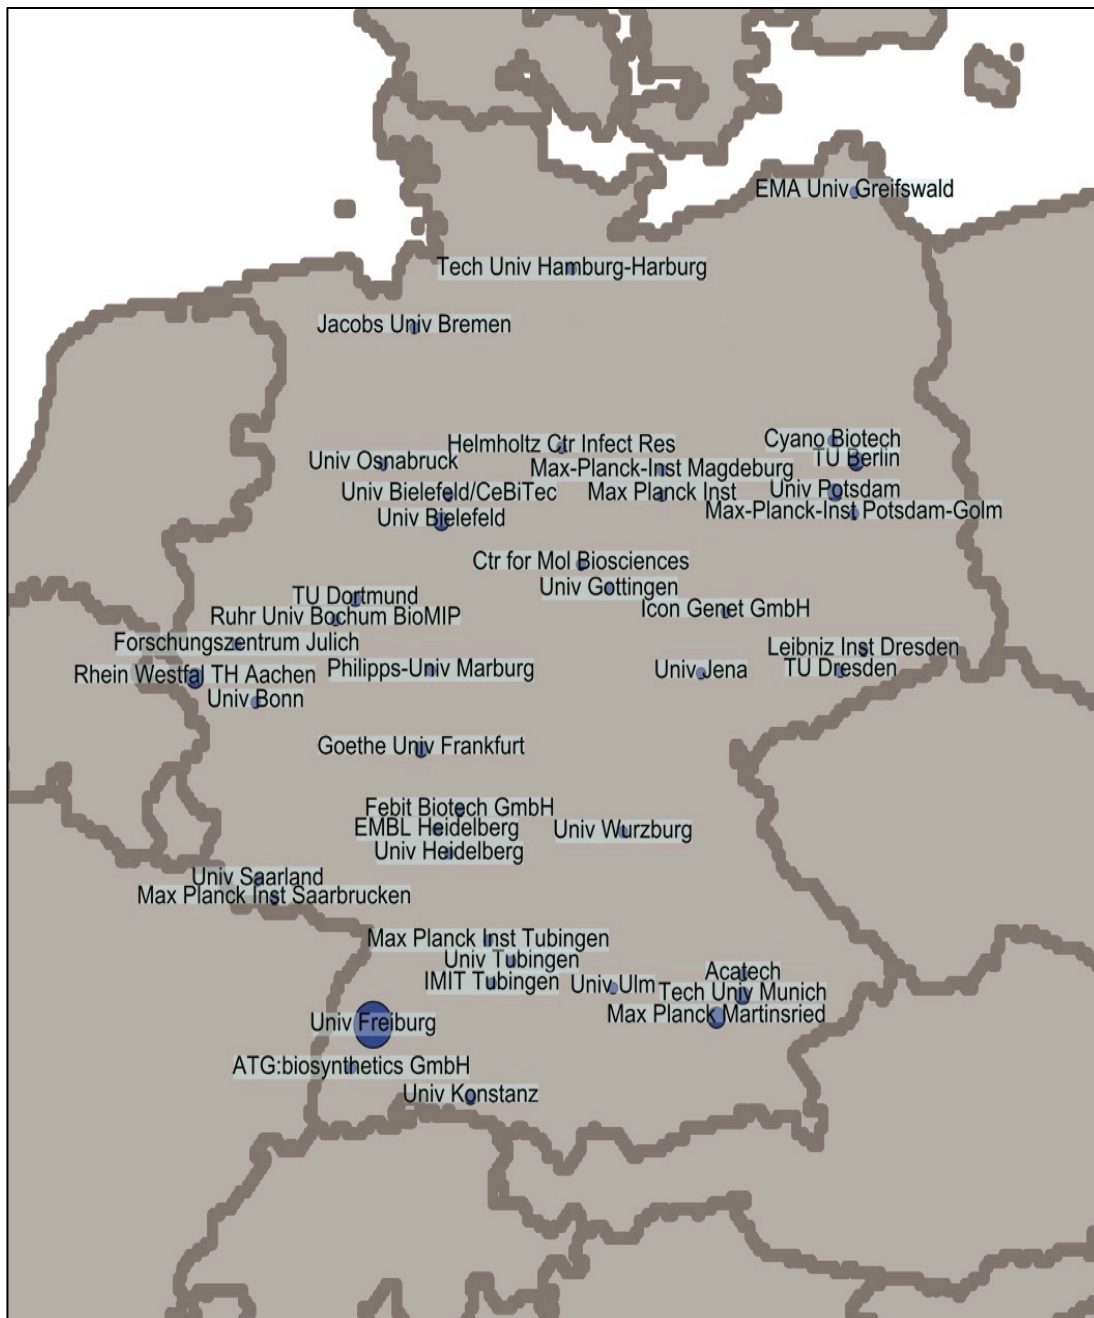 EMA Univ Greifswald
Tech Univ Hamburg-Harburg
Jacobs Univ Bremen
Cyano Biotech
Helmholtz Ctr Infect Res
TU Berlin
Univ Osnabruck
Max-Planck-Inst Magdeburg
Univ Bielefeld/CeBiTec
Max Planck Inst
Univ Potsdam
Max-Planck-Inst Potsdam-Golm
Univ Bielefeld
Ctr for Mol Biosciences
Univ Gottingen
TU Dortmund
Icon Genet GmbH
Ruhr Univ Bochum BioMIP
Forschungszentrum Julich
Leibniz Inst Dresden
Rhein Westfal TH Aachen
Philipps-Univ Marburg
Univ Jena
TU Dresden
Univ Bonn
Goethe Univ Frankfurt
Febit Biotech GmbH
EMBL Heidelberg
Univ Wurzburg
Univ Heidelberg
Univ Saarland
Max Planck Inst Saarbrucken
Max Planck Inst Tubingen
Univ Tubingen
Acatech
IMIT Tubingen
Univ Ulm
Tech Univ Munich
Max Planck Martinsried
Univ Freiburg
ATG:biosynthetics GmbH
Univ Konstanz